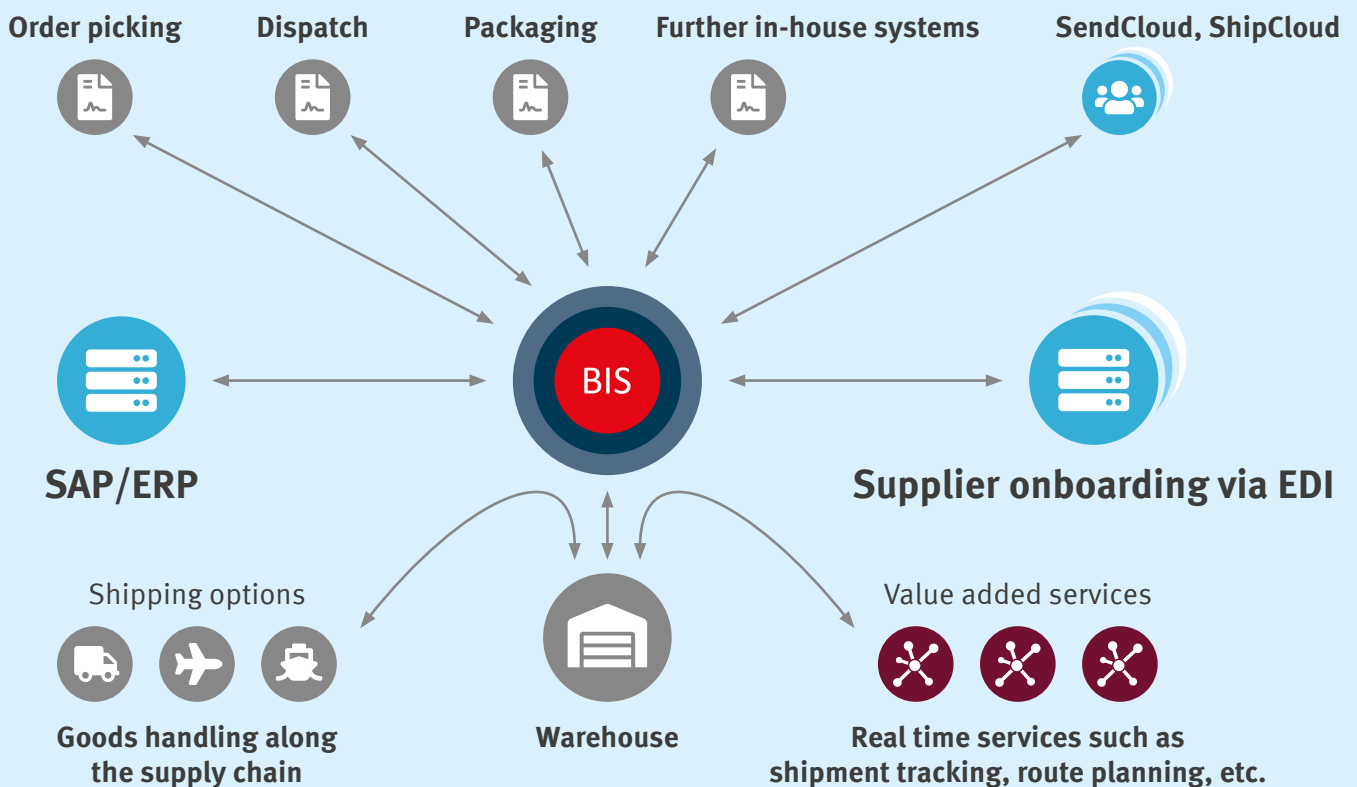 Order picking
Dispatch
Packaging
Further in-house systems
SendCloud, ShipCloud
BIS
SAP/ERP
Supplier onboarding via EDI
Shipping options
Value added services
Goods handling along
the supply chain
Warehouse
Real time services such as
shipment tracking, route planning, etc.